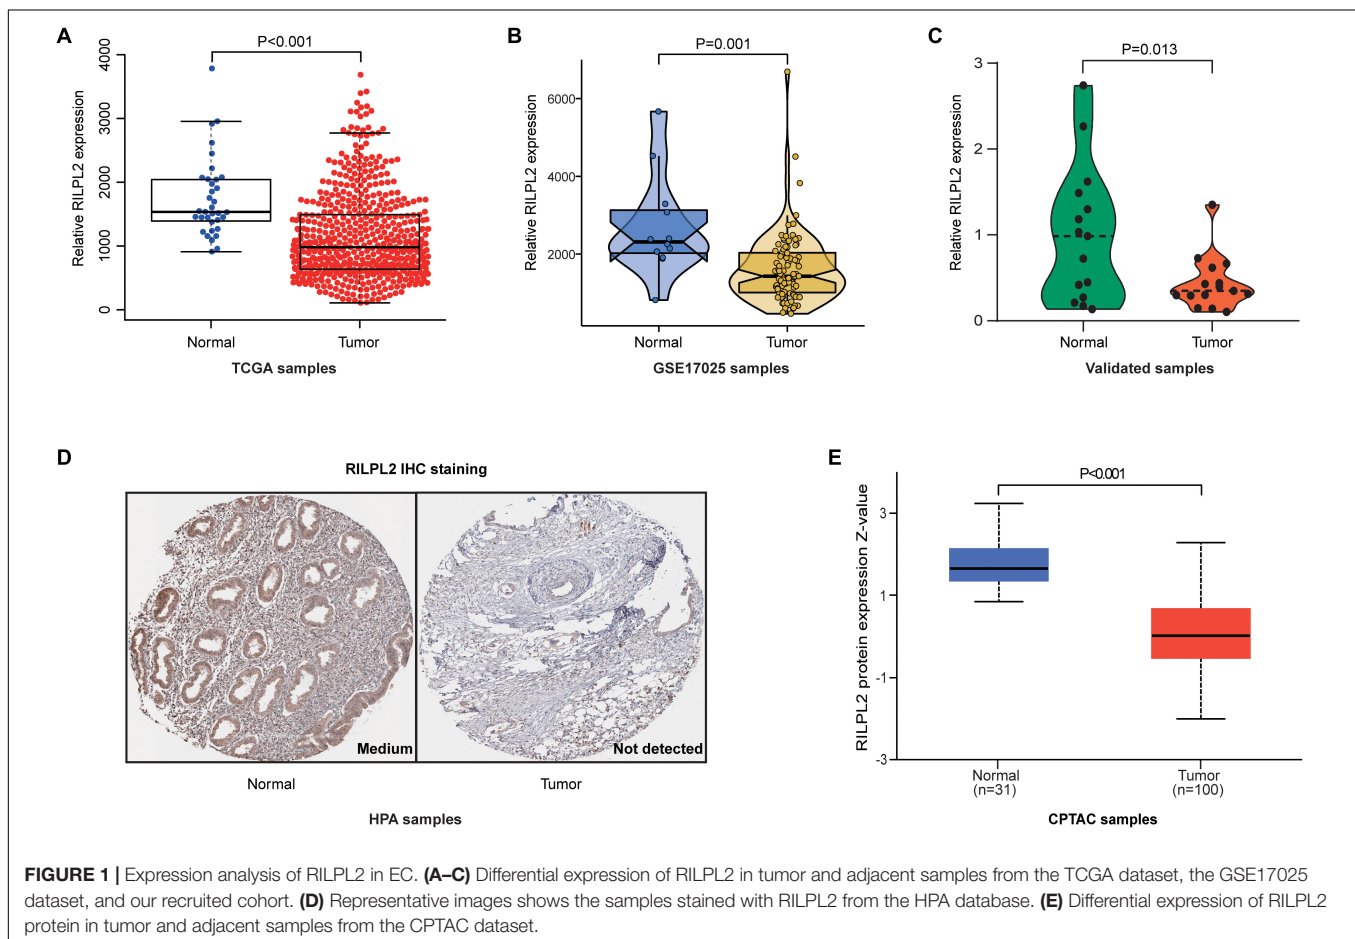 A
P<0.001
Relative RILPL2 expression
4000
3000
2000
1000
0
Normal
Tumor
TCGA samples
B
P=0.001
Relative RILPL2 expression
6000
4000
2000
Normal
Tumor
GSE17025 samples
C
P=0.013
Relative RILPL2 expression
3
2
1
0
Normal
Tumor
Validated samples
D
RILPL2 IHC staining
Medium
Not detected
Normal
Tumor
HPA samples
E
P<0.001
RILPL2 protein expression Z-value
3
1
-1
-3
Normal
(n=31)
Tumor
(n=100)
CPTAC samples
FIGURE 1 | Expression analysis of RILPL2 in EC. (A–C) Differential expression of RILPL2 in tumor and adjacent samples from the TCGA dataset, the GSE17025
dataset, and our recruited cohort. (D) Representative images shows the samples stained with RILPL2 from the HPA database. (E) Differential expression of RILPL2
protein in tumor and adjacent samples from the CPTAC dataset.